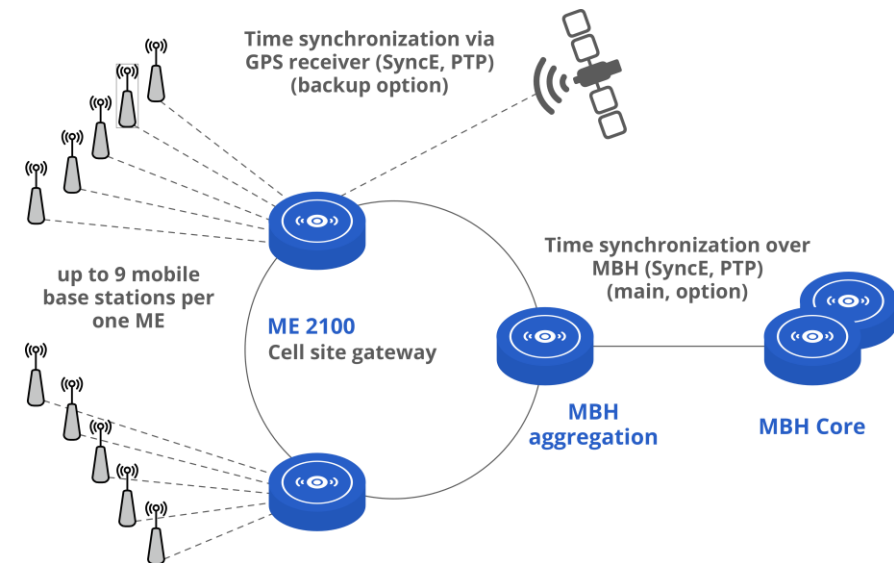 Time synchronization via
GPS receiver (SyncE, PTP)
(backup option)
Time synchronization over
MBH (SyncE, PTP)
(main, option)
up to 9 mobile
base stations per
one ME
ME 2100
Cell site gateway
MBH
aggregation
MBH Core